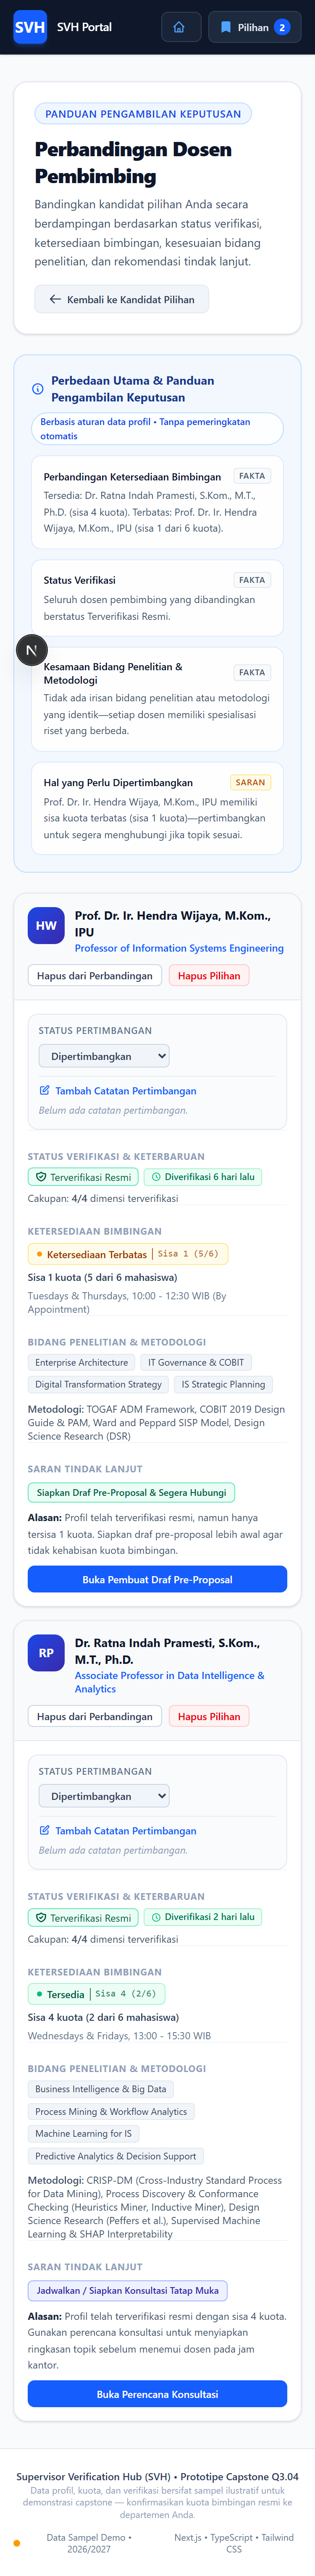 SVH SVH Portal Pilihan 2
PANDUAN PENGAMBILAN KEPUTUSAN
Perbandingan Dosen
Pembimbing
Bandingkan kandidat pilihan Anda secara
berdampingan berdasarkan status verifikasi,
ketersediaan bimbingan, kesesuaian bidang
penelitian, dan rekomendasi tindak lanjut.
Kembali ke Kandidat Pilihan
Perbedaan Utama & Panduan
Pengambilan Keputusan
Berbasis aturan data profil • Tanpa pemeringkatan
otomatis
Perbandingan Ketersediaan Bimbingan FAKTA
Tersedia: Dr. Ratna Indah Pramesti, S.Kom., M.T.,
Ph.D. (sisa 4 kuota). Terbatas: Prof. Dr. Ir. Hendra
Wijaya, M.Kom., IPU (sisa 1 dari 6 kuota).
Status Verifikasi FAKTA
Seluruh dosen pembimbing yang dibandingkan
berstatus Terverifikasi Resmi.
N
Kesamaan Bidang Penelitian &
Metodologi FAKTA
Tidak ada irisan bidang penelitian atau metodologi
yang identik—setiap dosen memiliki spesialisasi
riset yang berbeda.
Hal yang Perlu Dipertimbangkan SARAN
Prof. Dr. Ir. Hendra Wijaya, M.Kom., IPU memiliki
sisa kuota terbatas (sisa 1 kuota)—pertimbangkan
untuk segera menghubungi jika topik sesuai.
HW
Prof. Dr. Ir. Hendra Wijaya, M.Kom.,
IPU
Professor of Information Systems Engineering
Hapus dari Perbandingan Hapus Pilihan
STATUS PERTIMBANGAN
Dipertimbangkan
Tambah Catatan Pertimbangan
Belum ada catatan pertimbangan.
STATUS VERIFIKASI & KETERBARUAN
Terverifikasi Resmi Diverifikasi 6 hari lalu
Cakupan: 4/4 dimensi terverifikasi
KETERSEDIAAN BIMBINGAN
Ketersediaan Terbatas Sisa 1 (5/6)
Sisa 1 kuota (5 dari 6 mahasiswa)
Tuesdays & Thursdays, 10:00 - 12:30 WIB (By
Appointment)
BIDANG PENELITIAN & METODOLOGI
Enterprise Architecture IT Governance & COBIT
Digital Transformation Strategy IS Strategic Planning
Metodologi: TOGAF ADM Framework, COBIT 2019 Design
Guide & PAM, Ward and Peppard SISP Model, Design
Science Research (DSR)
SARAN TINDAK LANJUT
Siapkan Draf Pre-Proposal & Segera Hubungi
Alasan: Profil telah terverifikasi resmi, namun hanya
tersisa 1 kuota. Siapkan draf pre-proposal lebih awal agar
tidak kehabisan kuota bimbingan.
Buka Pembuat Draf Pre-Proposal
RP
Dr. Ratna Indah Pramesti, S.Kom.,
M.T., Ph.D.
Associate Professor in Data Intelligence &
Analytics
Hapus dari Perbandingan Hapus Pilihan
STATUS PERTIMBANGAN
Dipertimbangkan
Tambah Catatan Pertimbangan
Belum ada catatan pertimbangan.
STATUS VERIFIKASI & KETERBARUAN
Terverifikasi Resmi Diverifikasi 2 hari lalu
Cakupan: 4/4 dimensi terverifikasi
KETERSEDIAAN BIMBINGAN
Tersedia Sisa 4 (2/6)
Sisa 4 kuota (2 dari 6 mahasiswa)
Wednesdays & Fridays, 13:00 - 15:30 WIB
BIDANG PENELITIAN & METODOLOGI
Business Intelligence & Big Data
Process Mining & Workflow Analytics
Machine Learning for IS
Predictive Analytics & Decision Support
Metodologi: CRISP-DM (Cross-Industry Standard Process
for Data Mining), Process Discovery & Conformance
Checking (Heuristics Miner, Inductive Miner), Design
Science Research (Peffers et al.), Supervised Machine
Learning & SHAP Interpretability
SARAN TINDAK LANJUT
Jadwalkan / Siapkan Konsultasi Tatap Muka
Alasan: Profil telah terverifikasi resmi dengan sisa 4 kuota.
Gunakan perencana konsultasi untuk menyiapkan
ringkasan topik sebelum menemui dosen pada jam
kantor.
Buka Perencana Konsultasi
Supervisor Verification Hub (SVH) • Prototipe Capstone Q3.04
Data profil, kuota, dan verifikasi bersifat sampel ilustratif untuk
demonstrasi capstone — konfirmasikan kuota bimbingan resmi ke
departemen Anda.
Data Sampel Demo •
2026/2027
Next.js • TypeScript • Tailwind
CSS